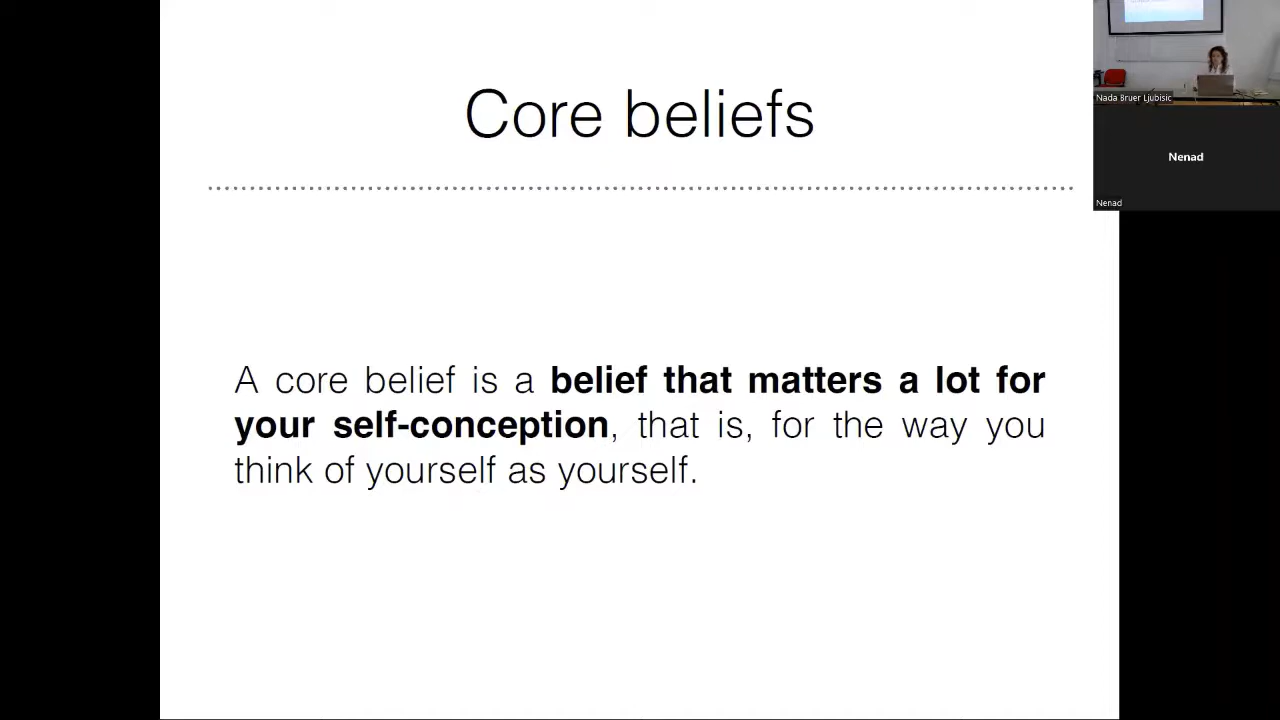 Core beliefs
A core belief is a belief that matters a lot for
your self-conception, that is, for the way you
think of yourself as yourself.
Nada Bruer Ljubisic
Nenad
Nenad